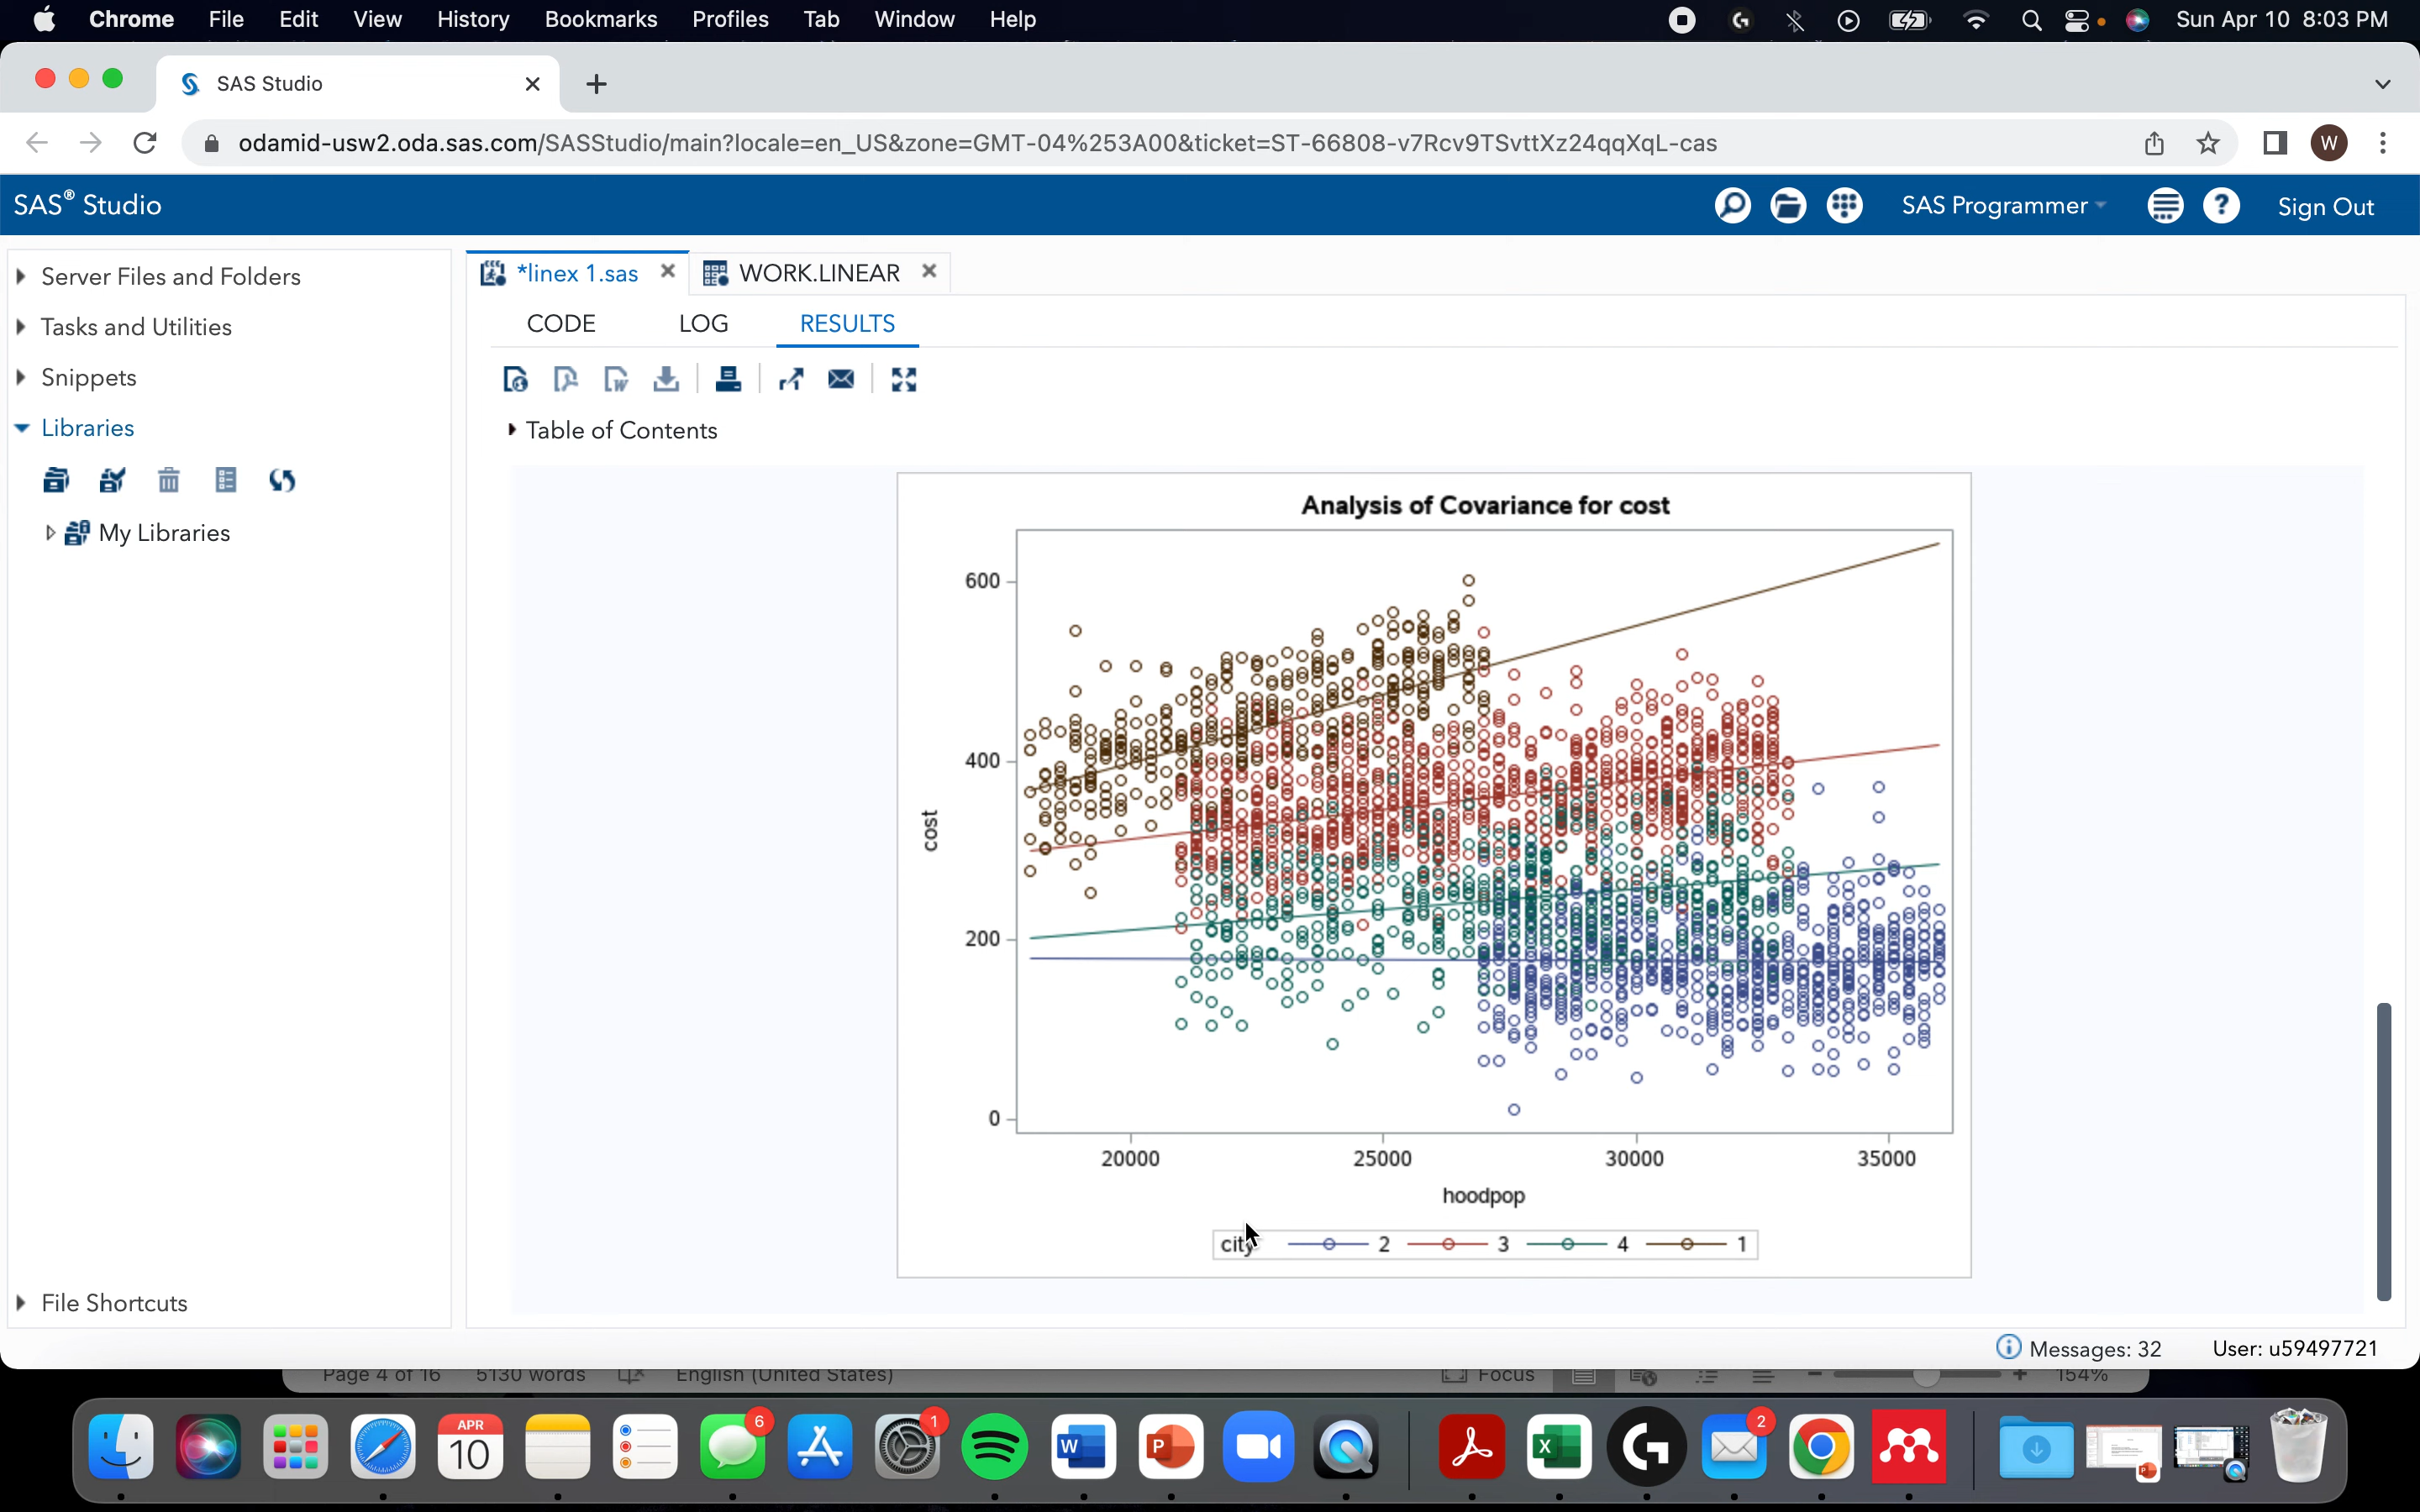 Chrome File Edit View History Bookmarks Profiles Tab Window Help Sun Apr 10 8:03 PM
SAS Studio
odamid-usw2.oda.sas.com/SASStudio/main?locale=en_US&zone=GMT-04%253A00&ticket=ST-66808-v7Rcv9TSvttXz24qqXqL-cas W
SAS® Studio SAS Programmer ? Sign Out
Server Files and Folders
Tasks and Utilities
Snippets
Libraries
My Libraries
File Shortcuts
*linex 1.sas WORK.LINEAR
CODE LOG RESULTS
Table of Contents
Analysis of Covariance for cost
600
400
200
0
cost
20000 25000 30000 35000
hoodpop
city 2 3 4 1
Messages: 32 User: u59497721
Page 4 of 16 5130 words English (United States) Focus 154%
APR
10
6
1
W
P
X
2